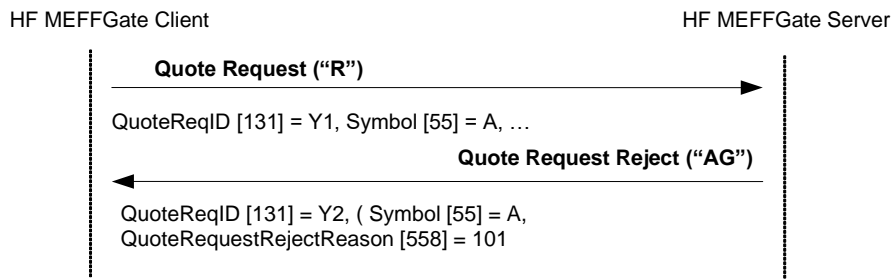 HF MEFFGate Client
HF MEFFGate Server
Quote Request (“R”)
QuoteReqID [131] = Y1, Symbol [55] = A, …
Quote Request Reject (“AG”)
QuoteReqID [131] = Y2, ( Symbol [55] = A,
QuoteRequestRejectReason [558] = 101